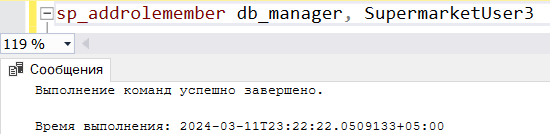 sp_addrolemember db_manager, SupermarketUser3
119 %
Сообщения
Выполнение команд успешно завершено.
Время выполнения: 2024-03-11T23:22:22.0509133+05:00